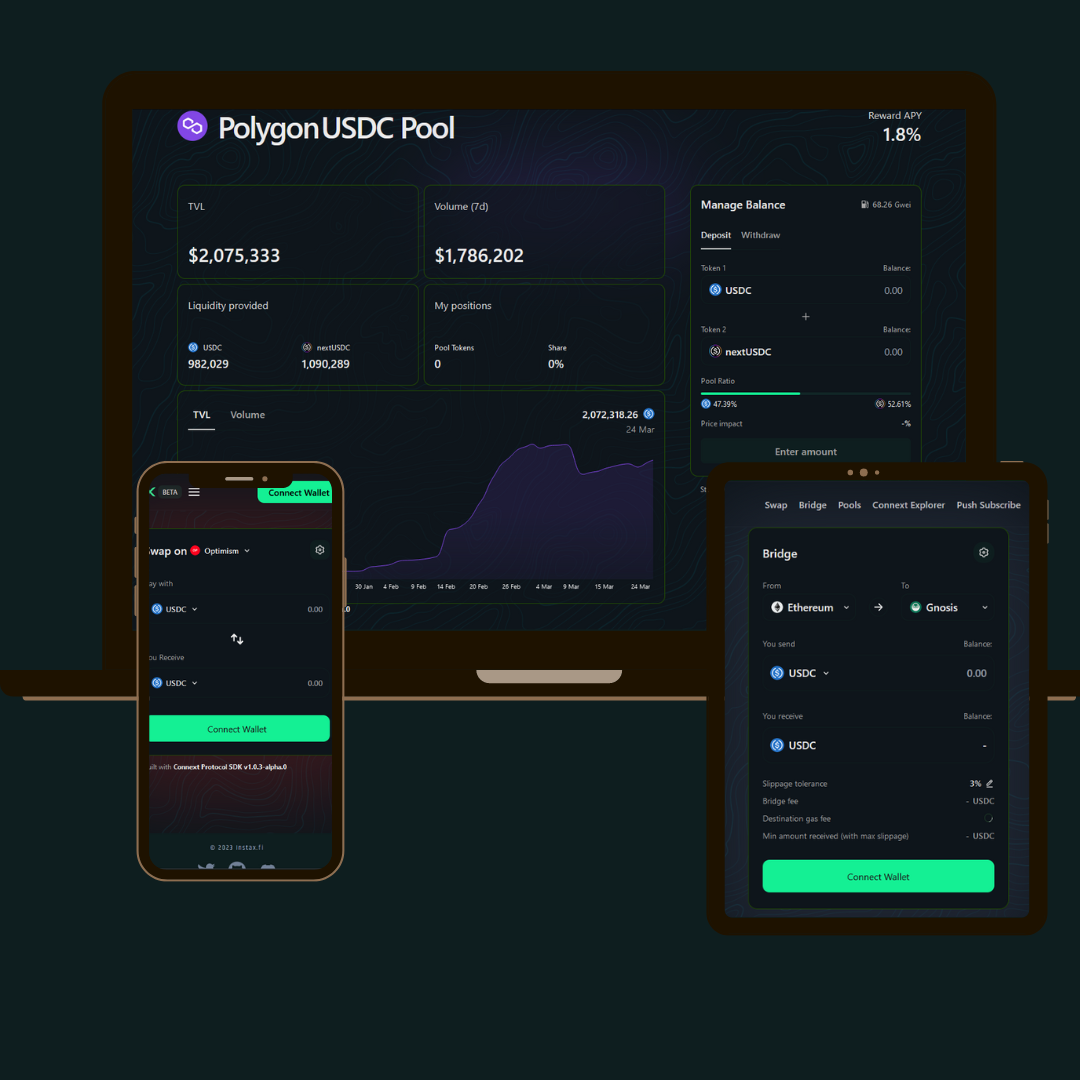 Polygon USDC Pool
Reward APY
1.8%
TVL
$2,075,333
Volume (7d)
$1,786,202
Liquidity provided
USDC
nextUSDC
982,029
1,090,289
My positions
Pool Tokens
Share
0
0%
TVL
Volume
2,072,318.26
24 Mar
30 Jan
4 Feb
9 Feb
14 Feb
20 Feb
26 Feb
4 Mar
9 Mar
15 Mar
24 Mar
.0
Manage Balance
68.26 Gwei
Deposit
Withdraw
Token 1
Balance:
USDC
0.00
+
Token 2
Balance:
nextUSDC
0.00
Pool Ratio
47.39%
52.61%
Price impact
-%
Enter amount
St
BETA
Connect Wallet
Swap on
Optimism
ay with
USDC
0.00
ou Receive
USDC
0.00
Connect Wallet
uilt with Connext Protocol SDK v1.0.3-alpha.0
© 2023 instax.fi
Swap
Bridge
Pools
Connext Explorer
Push Subscribe
Bridge
From
To
Ethereum
Gnosis
You send
Balance:
USDC
0.00
You receive
Balance:
USDC
-
Slippage tolerance
3%
Bridge fee
- USDC
Destination gas fee
Min amount received (with max slippage)
- USDC
Connect Wallet